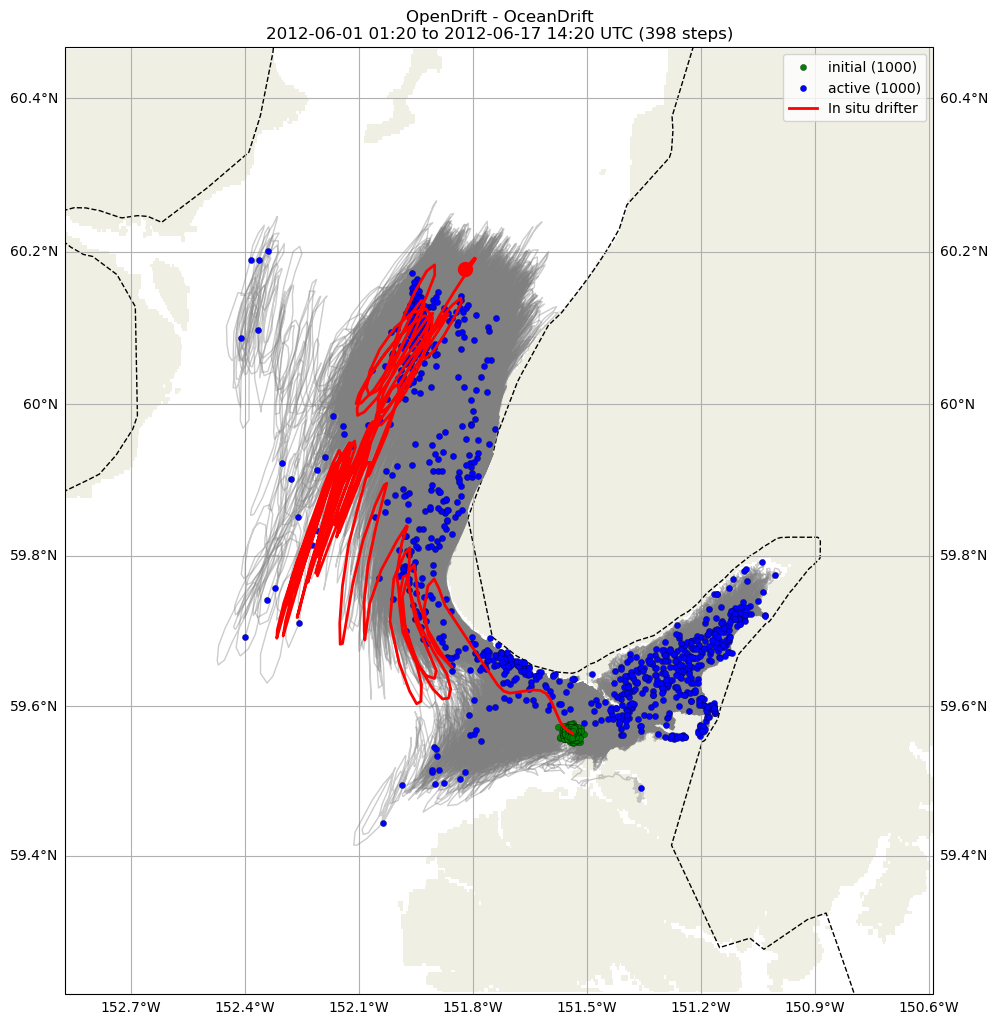 OpenDrift - OceanDrift
2012-06-01 01:20 to 2012-06-17 14:20 UTC (398 steps)
initial (1000)
active (1000)
In situ drifter
60.4°N
60.4°N
60.2°N
60.2°N
60°N
60°N
59.8°N
59.8°N
59.6°N
59.6°N
59.4°N
59.4°N
152.7°W 152.4°W 152.1°W 151.8°W 151.5°W 151.2°W 150.9°W 150.6°W